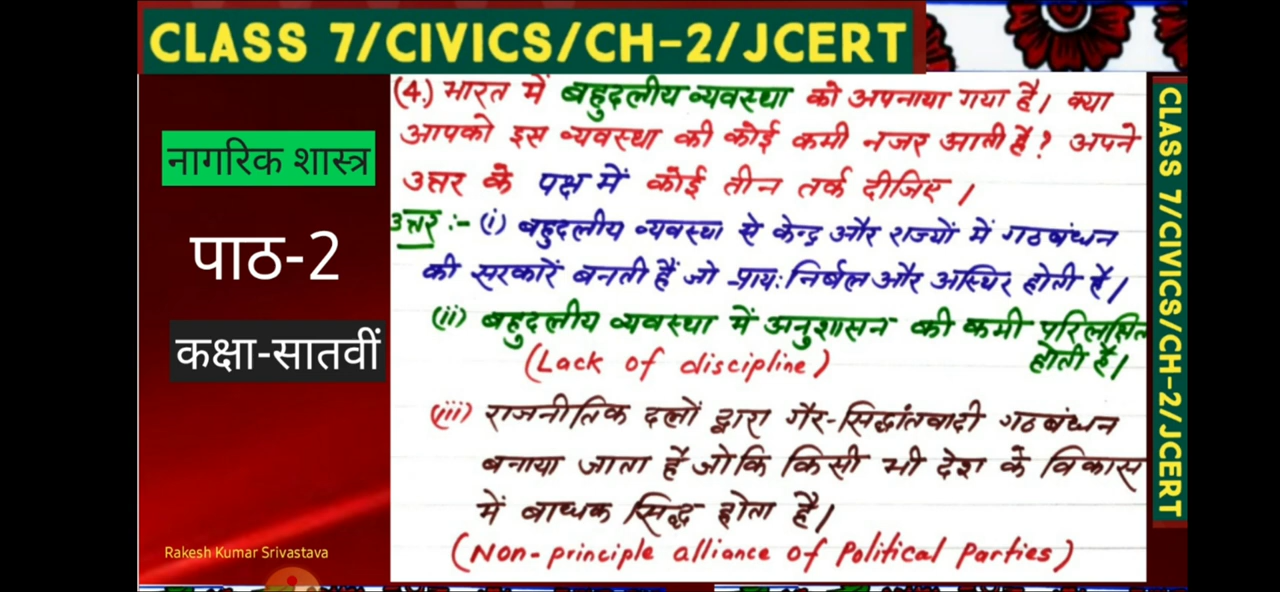 CLASS 7/CIVICS/CH-2/JCERT
नागरिक शास्त्र
पाठ-2
कक्षा-सातवीं
Rakesh Kumar Srivastava
(4.) भारत में बहुदलीय व्यवस्था को अपनाया गया है। क्या
आपको इस व्यवस्था की कोई कमी नजर आती है? अपने
उत्तर के पक्ष में कोई तीन तर्क दीजिए।
उत्तर :- (i) बहुदलीय व्यवस्था से केन्द्र और राज्यों में गठबंधन
की सरकारें बनती हैं जो प्राय: निर्बल और अस्थिर होती हैं।
(ii) बहुदलीय व्यवस्था में अनुशासन की कमी परिलक्षित
होती है।
(Lack of discipline)
(iii) राजनीतिक दलों द्वारा गैर-सिद्धांतवादी गठबंधन
बनाया जाता है जोकि किसी भी देश के विकास
में बाधक सिद्ध होता है।
(Non-principle alliance of Political Parties)
CLASS 7/CIVICS/CH-2/JCERT